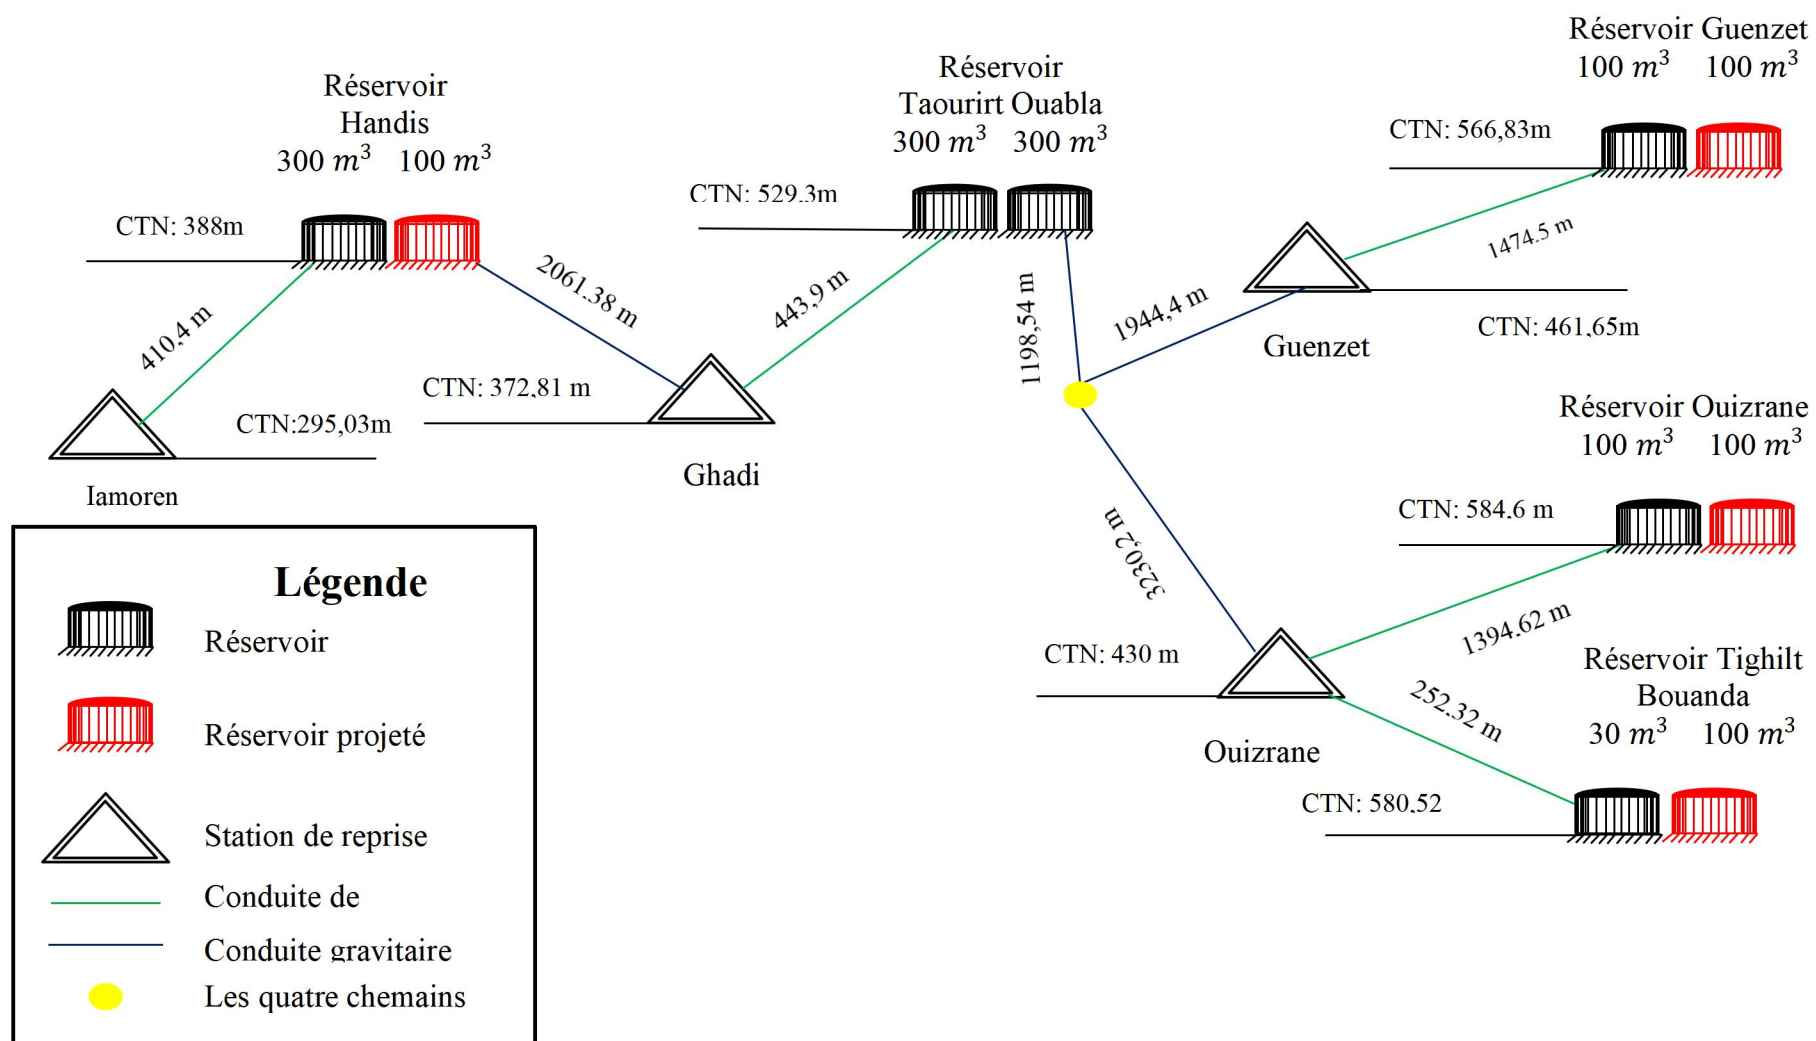 Réservoir
Handis
300 m³ 100 m³
CTN: 388m
410,4 m
2061.38 m
CTN:295,03m
Iamoren
Réservoir
Taourirt Ouabla
300 m³ 300 m³
CTN: 529.3m
443,9 m
CTN: 372,81 m
Ghadi
1198,54 m
1944,4 m
3230,2 m
Réservoir Guenzet
100 m³ 100 m³
CTN: 566,83m
1474.5 m
CTN: 461,65m
Guenzet
Réservoir Ouizrane
100 m³ 100 m³
CTN: 584.6 m
1394.62 m
CTN: 430 m
Ouizrane
252.32 m
Réservoir Tighilt
Bouanda
30 m³ 100 m³
CTN: 580.52
Légende
Réservoir
Réservoir projeté
Station de reprise
Conduite de
Conduite gravitaire
Les quatre chemains